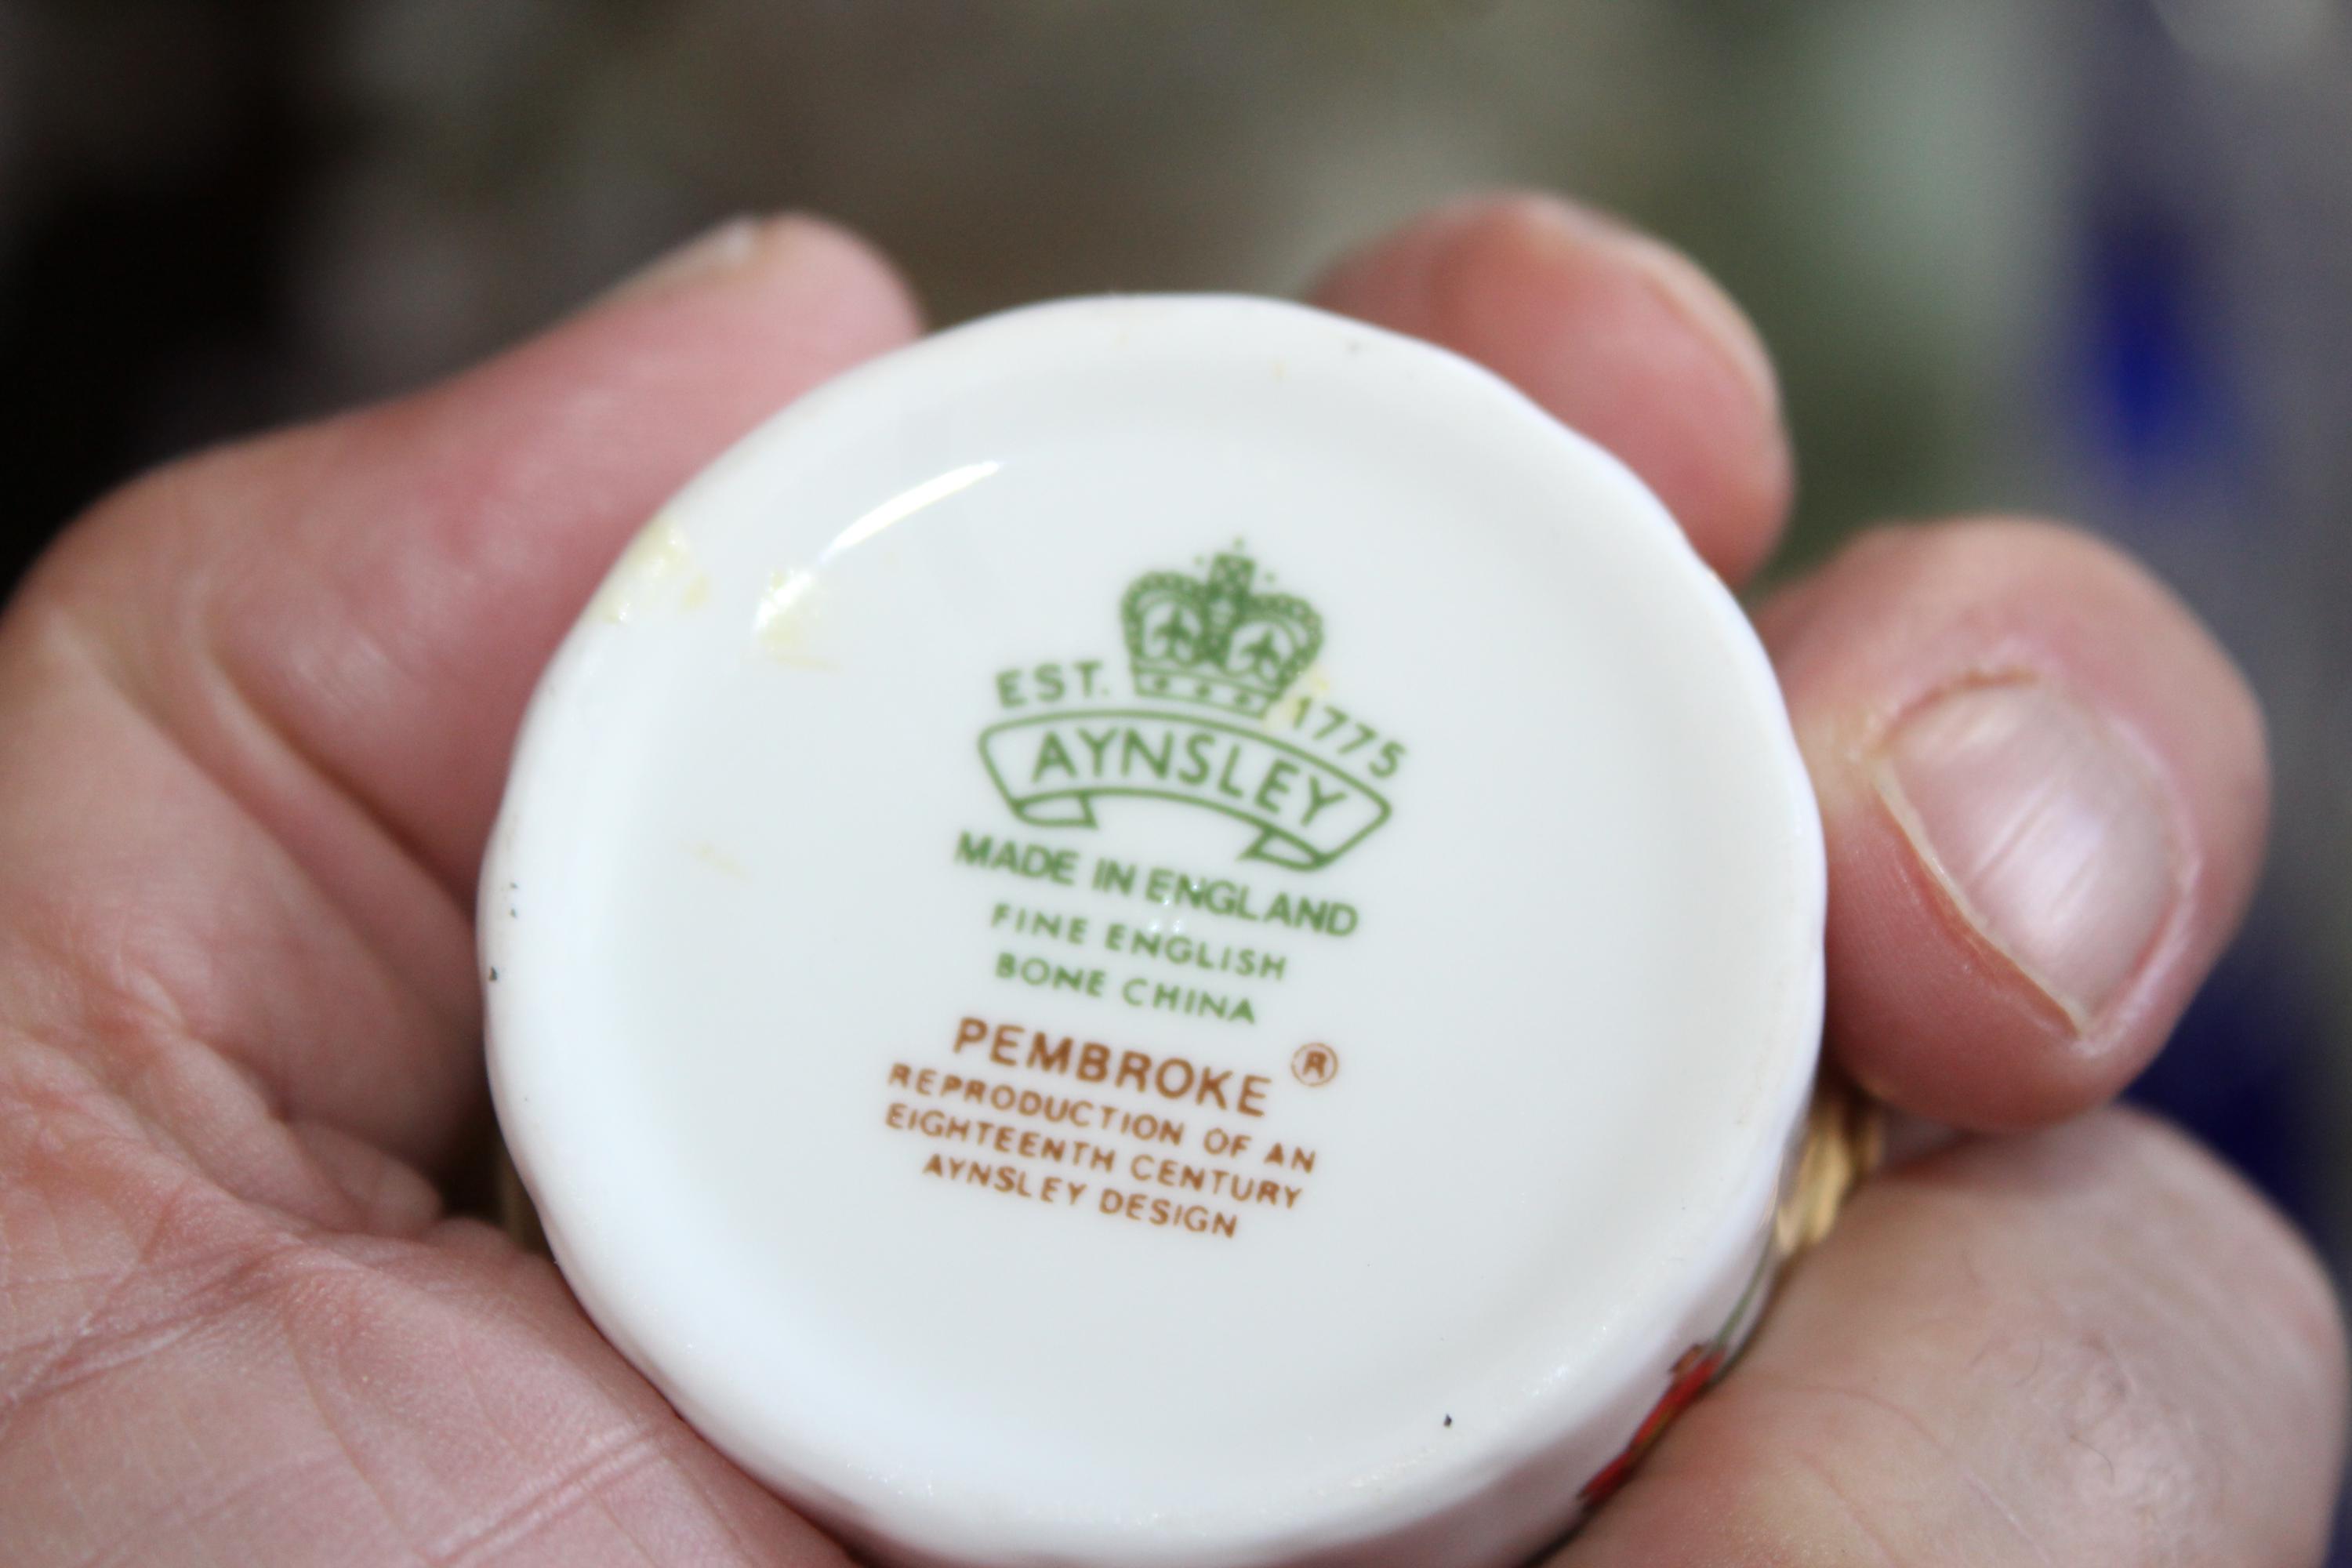 EST. 1775
AYNSLEY
MADE IN ENGLAND
FINE ENGLISH
BONE CHINA
PEMBROKE ®
REPRODUCTION OF AN
EIGHTEENTH CENTURY
AYNSLEY DESIGN